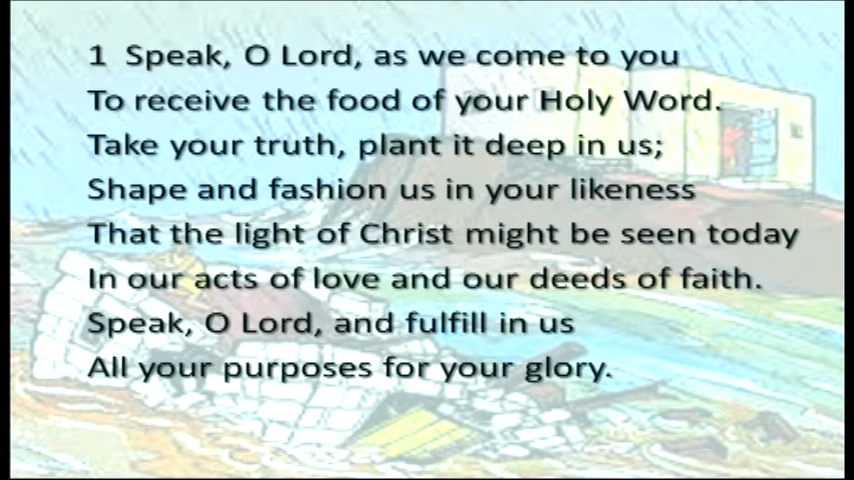 1 Speak, O Lord, as we come to you
To receive the food of your Holy Word.
Take your truth, plant it deep in us;
Shape and fashion us in your likeness
That the light of Christ might be seen today
In our acts of love and our deeds of faith.
Speak, O Lord, and fulfill in us
All your purposes for your glory.